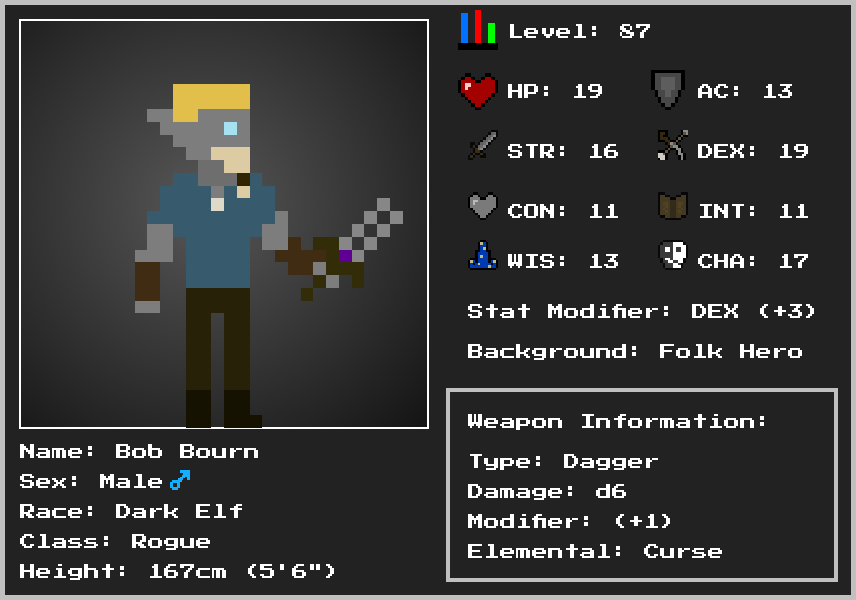 Level: 87
HP: 19
AC: 13
STR: 16
DEX: 19
CON: 11
INT: 11
WIS: 13
CHA: 17
Stat Modifier: DEX (+3)
Background: Folk Hero
Weapon Information:
Type: Dagger
Damage: d6
Modifier: (+1)
Elemental: Curse
Name: Bob Bourn
Sex: Male ♂
Race: Dark Elf
Class: Rogue
Height: 167cm (5'6")